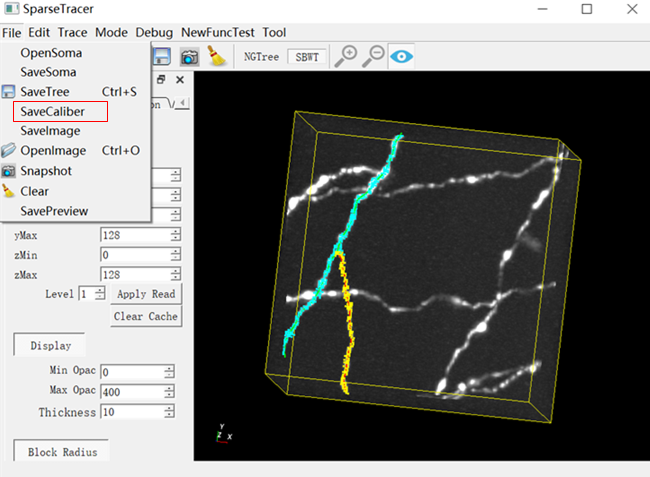 SparseTracer
File Edit Trace Mode Debug NewFuncTest Tool
OpenSoma
SaveSoma
SaveTree Ctrl+S
SaveCaliber
SaveImage
OpenImage Ctrl+O
Snapshot
Clear
SavePreview
NGTree SBWT
yMax 128
zMin 0
zMax 128
Level 1 Apply Read
Clear Cache
Display
Min Opac 0
Max Opac 400
Thickness 10
Block Radius
Y
Z X